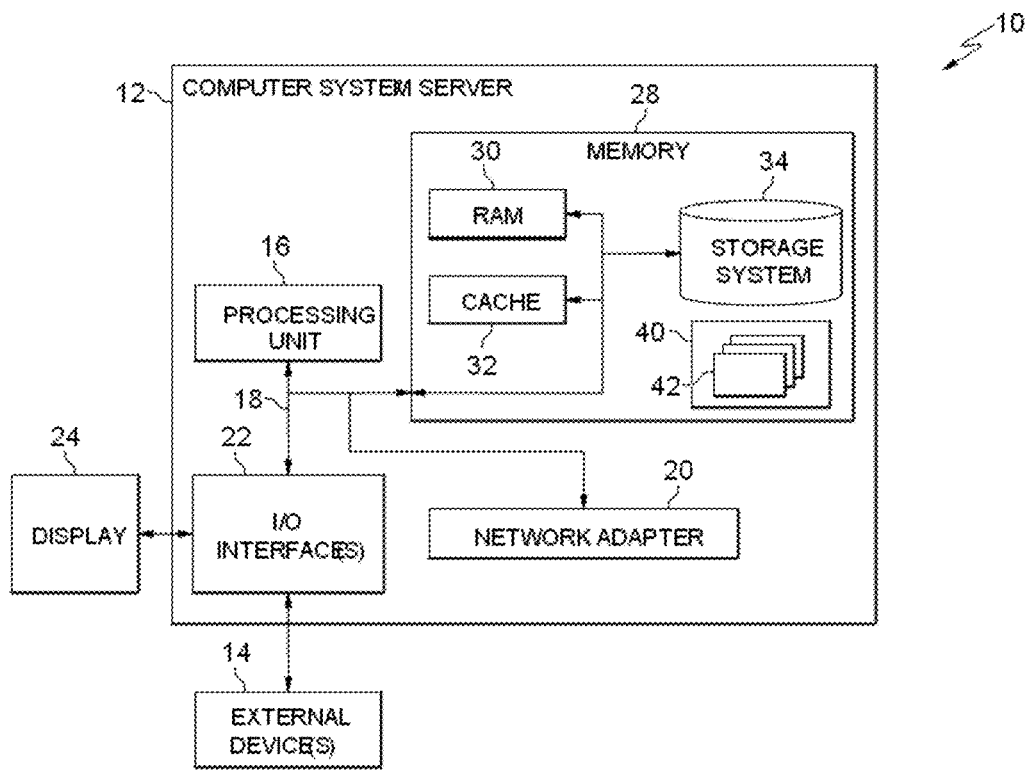 10
12
COMPUTER SYSTEM SERVER
28
MEMORY
30
RAM
34
STORAGE
SYSTEM
CACHE
32
16
PROCESSING
UNIT
40
42
18
24
DISPLAY
22
I/O
INTERFACE(S)
20
NETWORK ADAPTER
14
EXTERNAL
DEVICE(S)